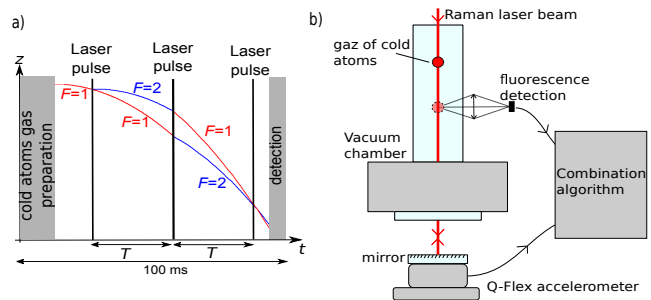 a)
z
Laser
pulse
Laser
pulse
Laser
pulse
cold atoms gas
preparation
F=1
F=2
F=1
F=1
F=2
detection
T
T
t
100 ms
b)
Raman laser beam
gaz of cold
atoms
fluorescence
detection
Vacuum
chamber
Combination
algorithm
mirror
Q-Flex accelerometer